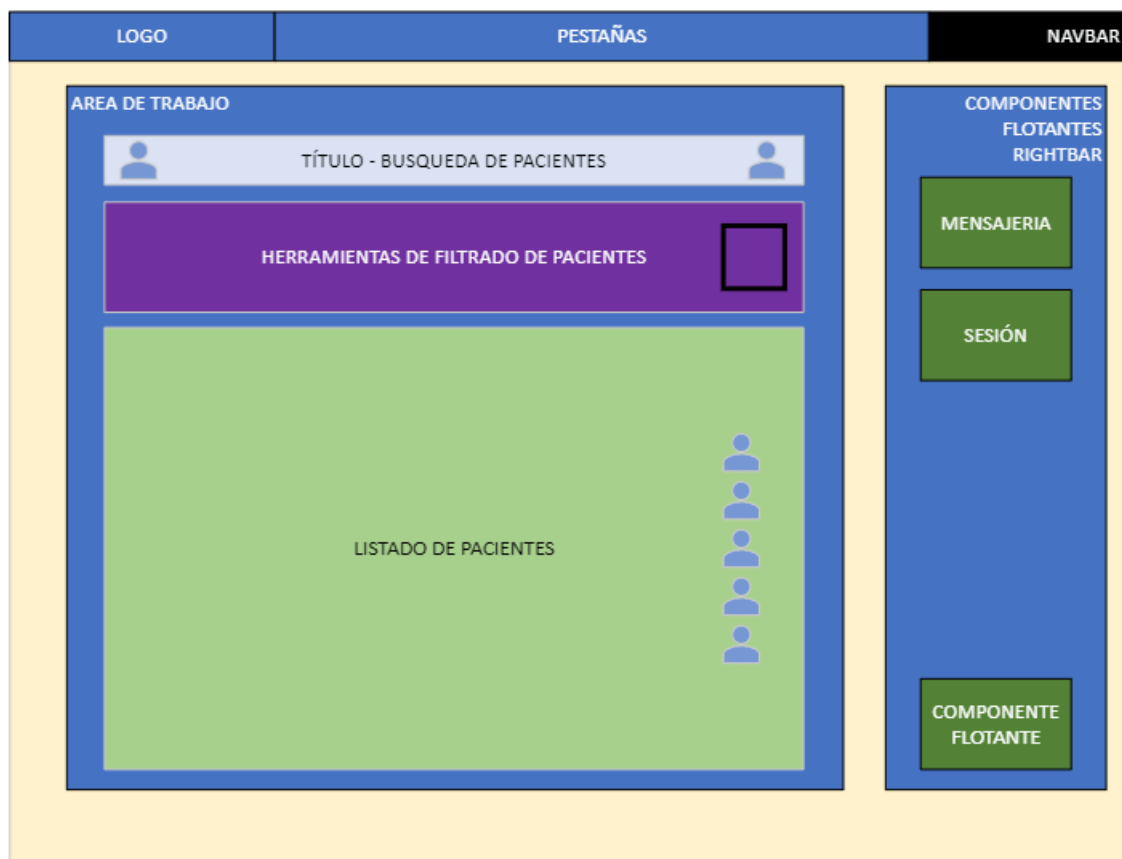 LOGO
PESTAÑAS
NAVBAR
AREA DE TRABAJO
TÍTULO - BUSQUEDA DE PACIENTES
HERRAMIENTAS DE FILTRADO DE PACIENTES
LISTADO DE PACIENTES
COMPONENTES
FLOTANTES
RIGHTBAR
MENSAJERIA
SESIÓN
COMPONENTE
FLOTANTE